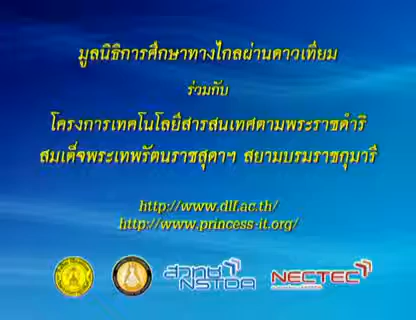 มูลนิธิการศึกษาทางไกลผ่านดาวเทียม
ร่วมกับ
โครงการเทคโนโลยีสารสนเทศตามพระราชดำริ
สมเด็จพระเทพรัตนราชสุดาฯ สยามบรมราชกุมารี
http://www.dlf.ac.th/
http://www.princess-it.org/
สวทช
NSTDA
NECTEC